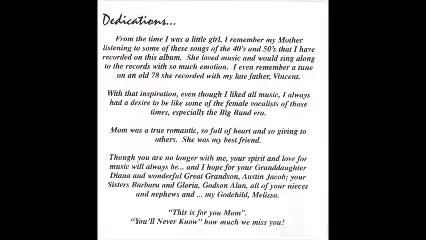 Dedications...
From the time I was a little girl, I remember my Mother
listening to some of these songs of the 40's and 50's that I have
recorded on this album. She loved music and would sing along
to the records with so much emotion. I even remember a tune
on an old 78 she recorded with my late father, Vincent.
With that inspiration, even though I liked all music, I always
had a desire to be like some of the female vocalists of those
times, especially the Big Band era.
Mom was a true romantic, so full of heart and so giving to
others. She was my best friend.
Though you are no longer with me, your spirit and love for
music will always be... and I hope for your Granddaughter
Diana and wonderful Great Grandson, Austin Jacob; your
Sisters Barbara and Gloria, Godson Alan, all of your nieces
and nephews and ... my Godchild, Melissa.
"This is for you Mom".
"You'll Never Know" how much we miss you!